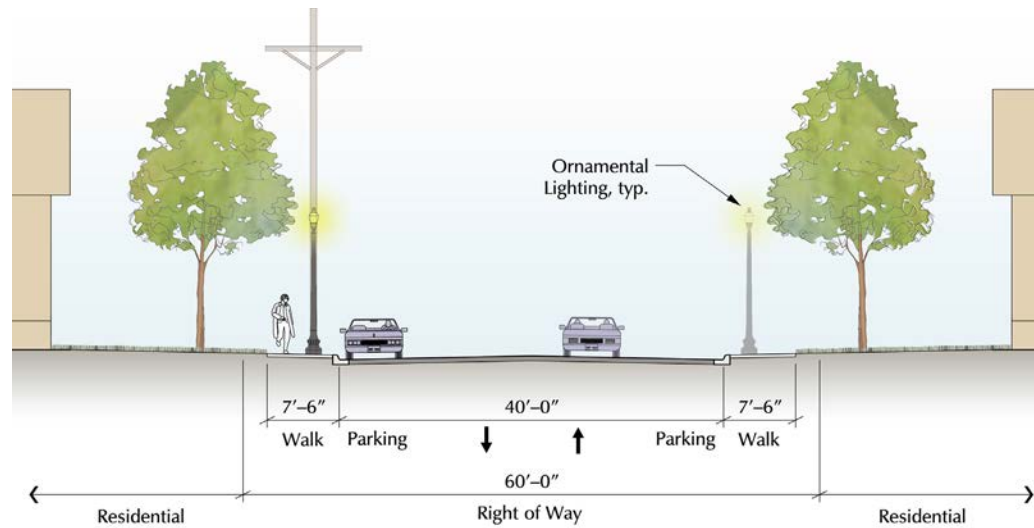 Ornamental
Lighting, typ.
7’–6” 40’–0” 7’–6”
Walk Parking Parking Walk
60’–0”
Residential Right of Way Residential